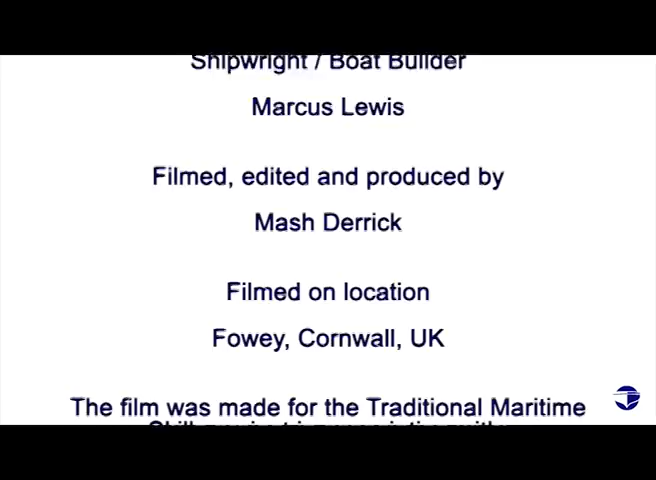 Shipwright / Boat Builder
Marcus Lewis
Filmed, edited and produced by
Mash Derrick
Filmed on location
Fowey, Cornwall, UK
The film was made for the Traditional Maritime